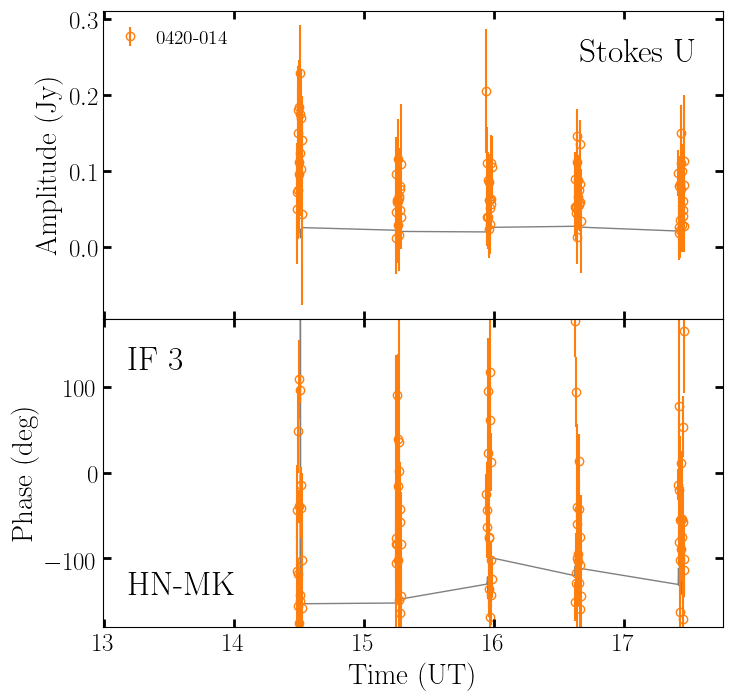 0420-014
Stokes U
0.3
0.2
0.1
0.0
Amplitude (Jy)
IF 3
100
0
−100
Phase (deg)
HN-MK
13 14 15 16 17
Time (UT)